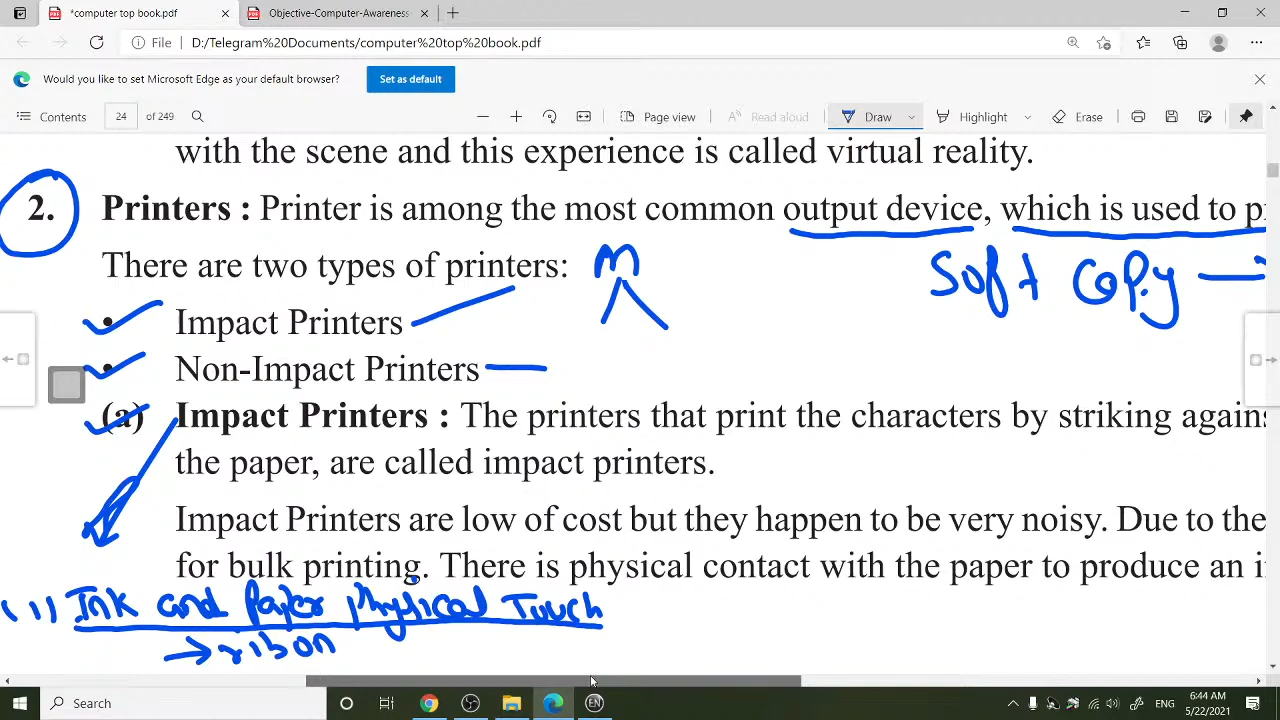 *computer top book.pdf
Objective-Computer-Awareness-
File
D:/Telegram%20Documents/computer%20top%20book.pdf
Would you like to set Microsoft Edge as your default browser?
Set as default
Contents
24
of 249
Page view
Read aloud
Draw
Highlight
Erase
with the scene and this experience is called virtual reality.
2. Printers : Printer is among the most common output device, which is used to p
There are two types of printers: M
Soft copy
• Impact Printers
• Non-Impact Printers
(a) Impact Printers : The printers that print the characters by striking agains
the paper, are called impact printers.
Impact Printers are low of cost but they happen to be very noisy. Due to the
for bulk printing. There is physical contact with the paper to produce an i
(1) Ink and Paper Physical Touch
→ ribon
Search
EN
6:44 AM
5/22/2021